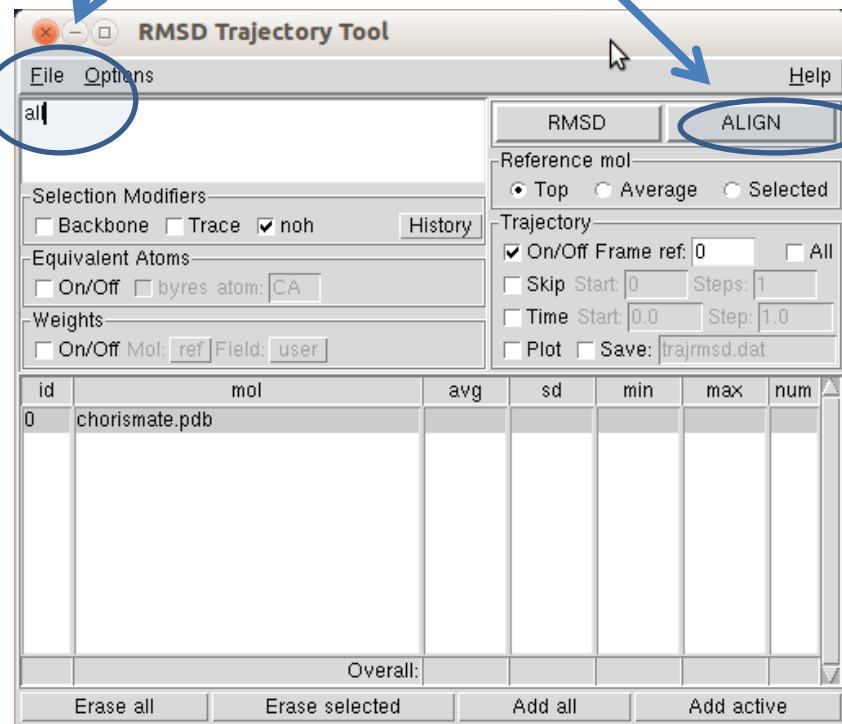 RMSD Trajectory Tool
File Options Help
all
RMSD ALIGN
Reference mol
Top Average Selected
Selection Modifiers
Backbone Trace noh History
Trajectory
On/Off Frame ref: 0 All
Skip Start: 0 Steps: 1
Time Start: 0.0 Step: 1.0
Plot Save: trajrmsd.dat
Equivalent Atoms
On/Off byres atom: CA
Weights
On/Off Mol: ref Field: user
id mol avg sd min max num
0 chorismate.pdb
Overall:
Erase all Erase selected Add all Add active